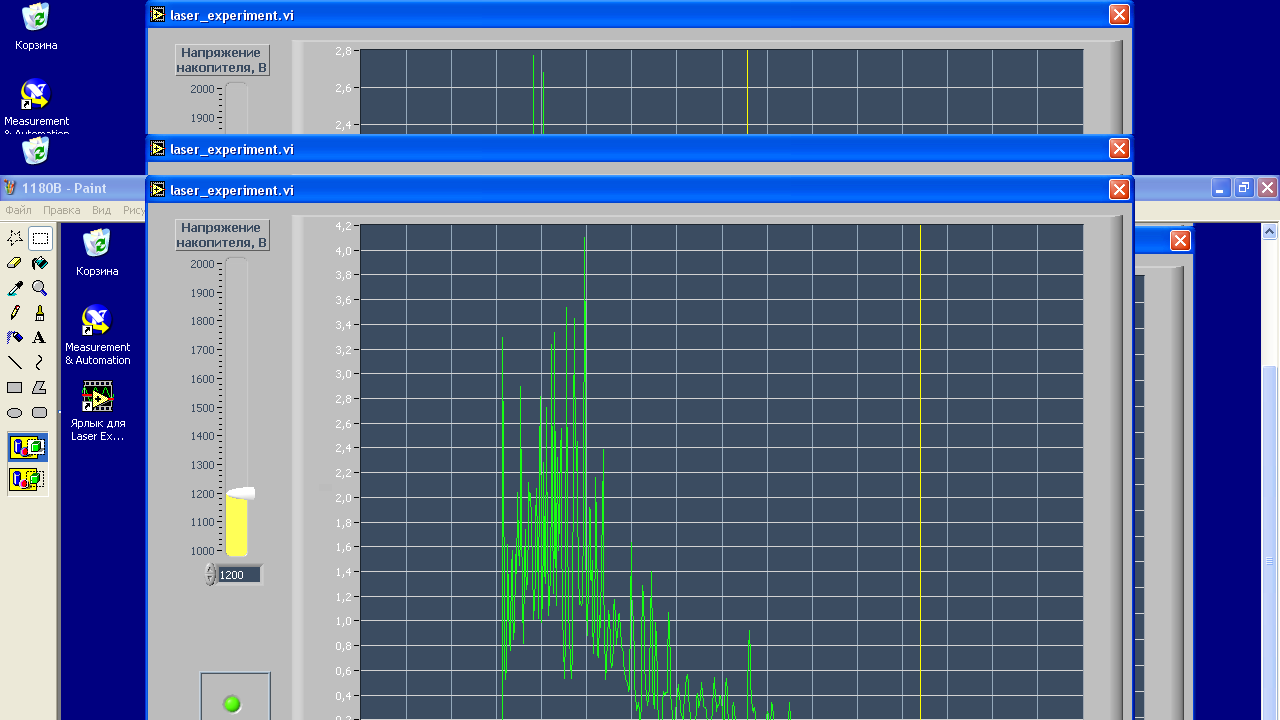 Корзина
Measurement
& Automation
laser_experiment.vi
Напряжение
накопителя, В
2000
1900
2,8
2,6
2,4
laser_experiment.vi
1180В - Paint
Файл Правка Вид Рису
Корзина
Measurement
& Automation
Ярлык для
Laser Ex...
laser_experiment.vi
Напряжение
накопителя, В
2000
1900
1800
1700
1600
1500
1400
1300
1200
1100
1000
1200
4,2
4,0
3,8
3,6
3,4
3,2
3,0
2,8
2,6
2,4
2,2
2,0
1,8
1,6
1,4
1,2
1,0
0,8
0,6
0,4
0,2